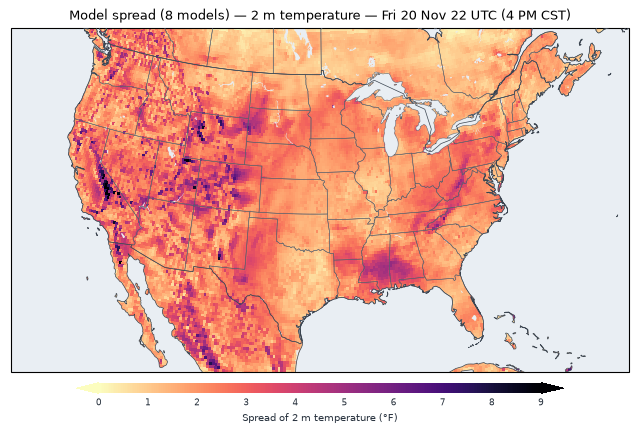 Model spread (8 models) — 2 m temperature — Fri 20 Nov 22 UTC (4 PM CST)
0 1 2 3 4 5 6 7 8 9
Spread of 2 m temperature (°F)